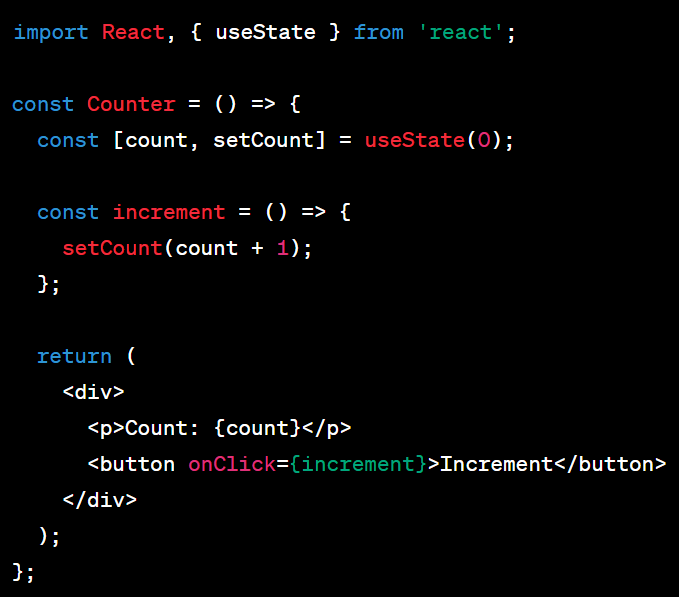 import React, { useState } from 'react';

const Counter = () => {
  const [count, setCount] = useState(0);

  const increment = () => {
    setCount(count + 1);
  };

  return (
    <div>
      <p>Count: {count}</p>
      <button onClick={increment}>Increment</button>
    </div>
  );
};